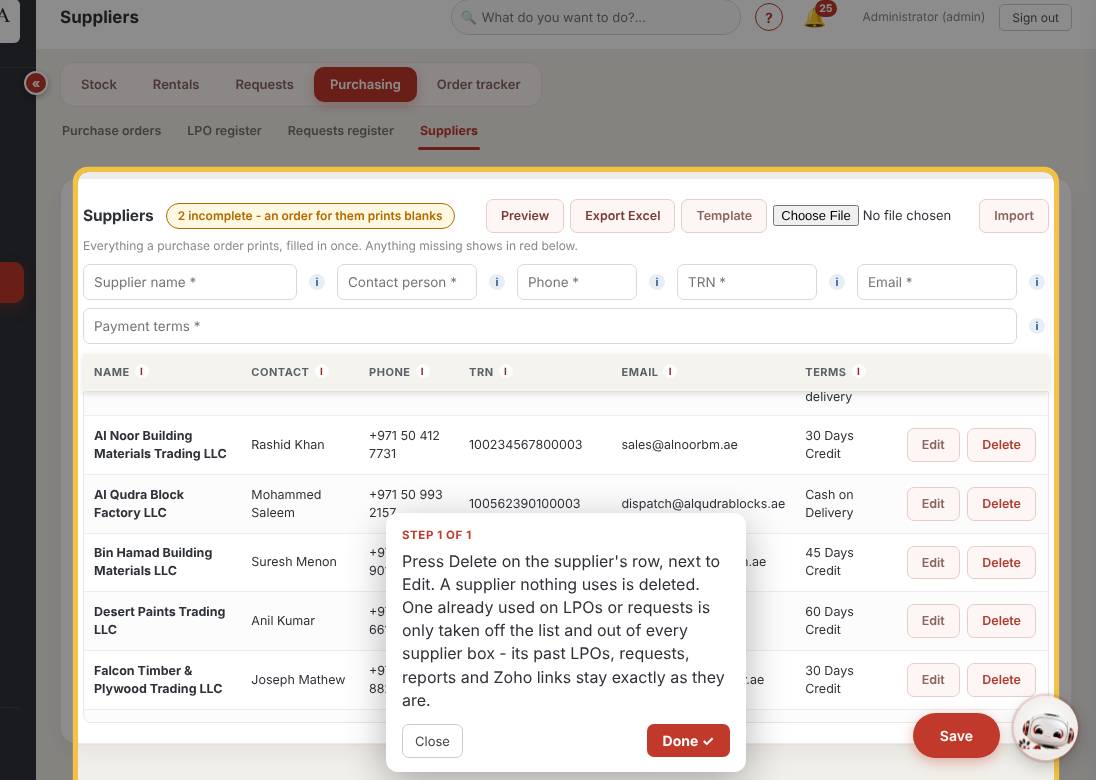 A
Suppliers
What do you want to do?...
?
25
Administrator (admin)
Sign out
«
Stock
Rentals
Requests
Purchasing
Order tracker
Purchase orders
LPO register
Requests register
Suppliers
Suppliers
2 incomplete - an order for them prints blanks
Preview
Export Excel
Template
Choose File No file chosen
Import
Everything a purchase order prints, filled in once. Anything missing shows in red below.
Supplier name *
i
Contact person *
i
Phone *
i
TRN *
i
Email *
i
Payment terms *
i
NAME I
CONTACT I
PHONE I
TRN I
EMAIL I
TERMS I
delivery
Al Noor Building
Materials Trading LLC
Rashid Khan
+971 50 412
7731
100234567800003
sales@alnoorbm.ae
30 Days
Credit
Edit
Delete
Al Qudra Block
Factory LLC
Mohammed
Saleem
+971 50 993
2157
100562390100003
dispatch@alqudrablocks.ae
Cash on
Delivery
Edit
Delete
Bin Hamad Building
Materials LLC
Suresh Menon
45 Days
Credit
Edit
Delete
Desert Paints Trading
LLC
Anil Kumar
60 Days
Credit
Edit
Delete
Falcon Timber &
Plywood Trading LLC
Joseph Mathew
30 Days
Credit
Edit
Delete
STEP 1 OF 1
Press Delete on the supplier's row, next to
Edit. A supplier nothing uses is deleted.
One already used on LPOs or requests is
only taken off the list and out of every
supplier box - its past LPOs, requests,
reports and Zoho links stay exactly as they
are.
Close
Done ✓
Save